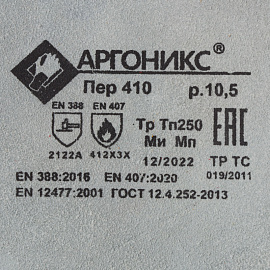 АРГОНИКС®
Пер 410 р.10,5
EN 388 EN 407
Тр Тп250
Ми Мп
EAC
2122A 412X3X
12/2022 ТР ТС
019/2011
EN 388:2016 EN 407:2020
EN 12477:2001 ГОСТ 12.4.252-2013